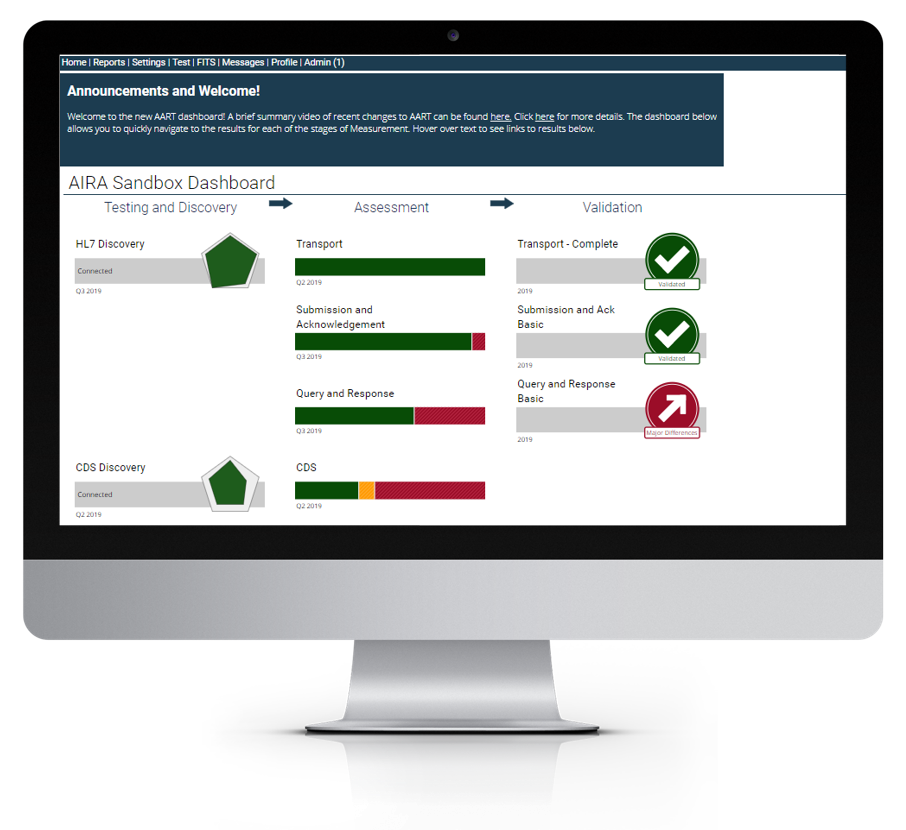 Home | Reports | Settings | Test | FITS | Messages | Profile | Admin (1)
Announcements and Welcome!
Welcome to the new AART dashboard! A brief summary video of recent changes to AART can be found here. Click here for more details. The dashboard below
allows you to quickly navigate to the results for each of the stages of Measurement. Hover over text to see links to results below.
AIRA Sandbox Dashboard
Testing and Discovery
Assessment
Validation
HL7 Discovery
Connected
Q3 2019
Transport
Q2 2019
Transport - Complete
Validated
2019
Submission and
Acknowledgement
Q3 2019
Submission and Ack
Basic
Validated
2019
Query and Response
Q3 2019
Query and Response
Basic
Major Differences
2019
CDS Discovery
Connected
Q2 2019
CDS
Q2 2019